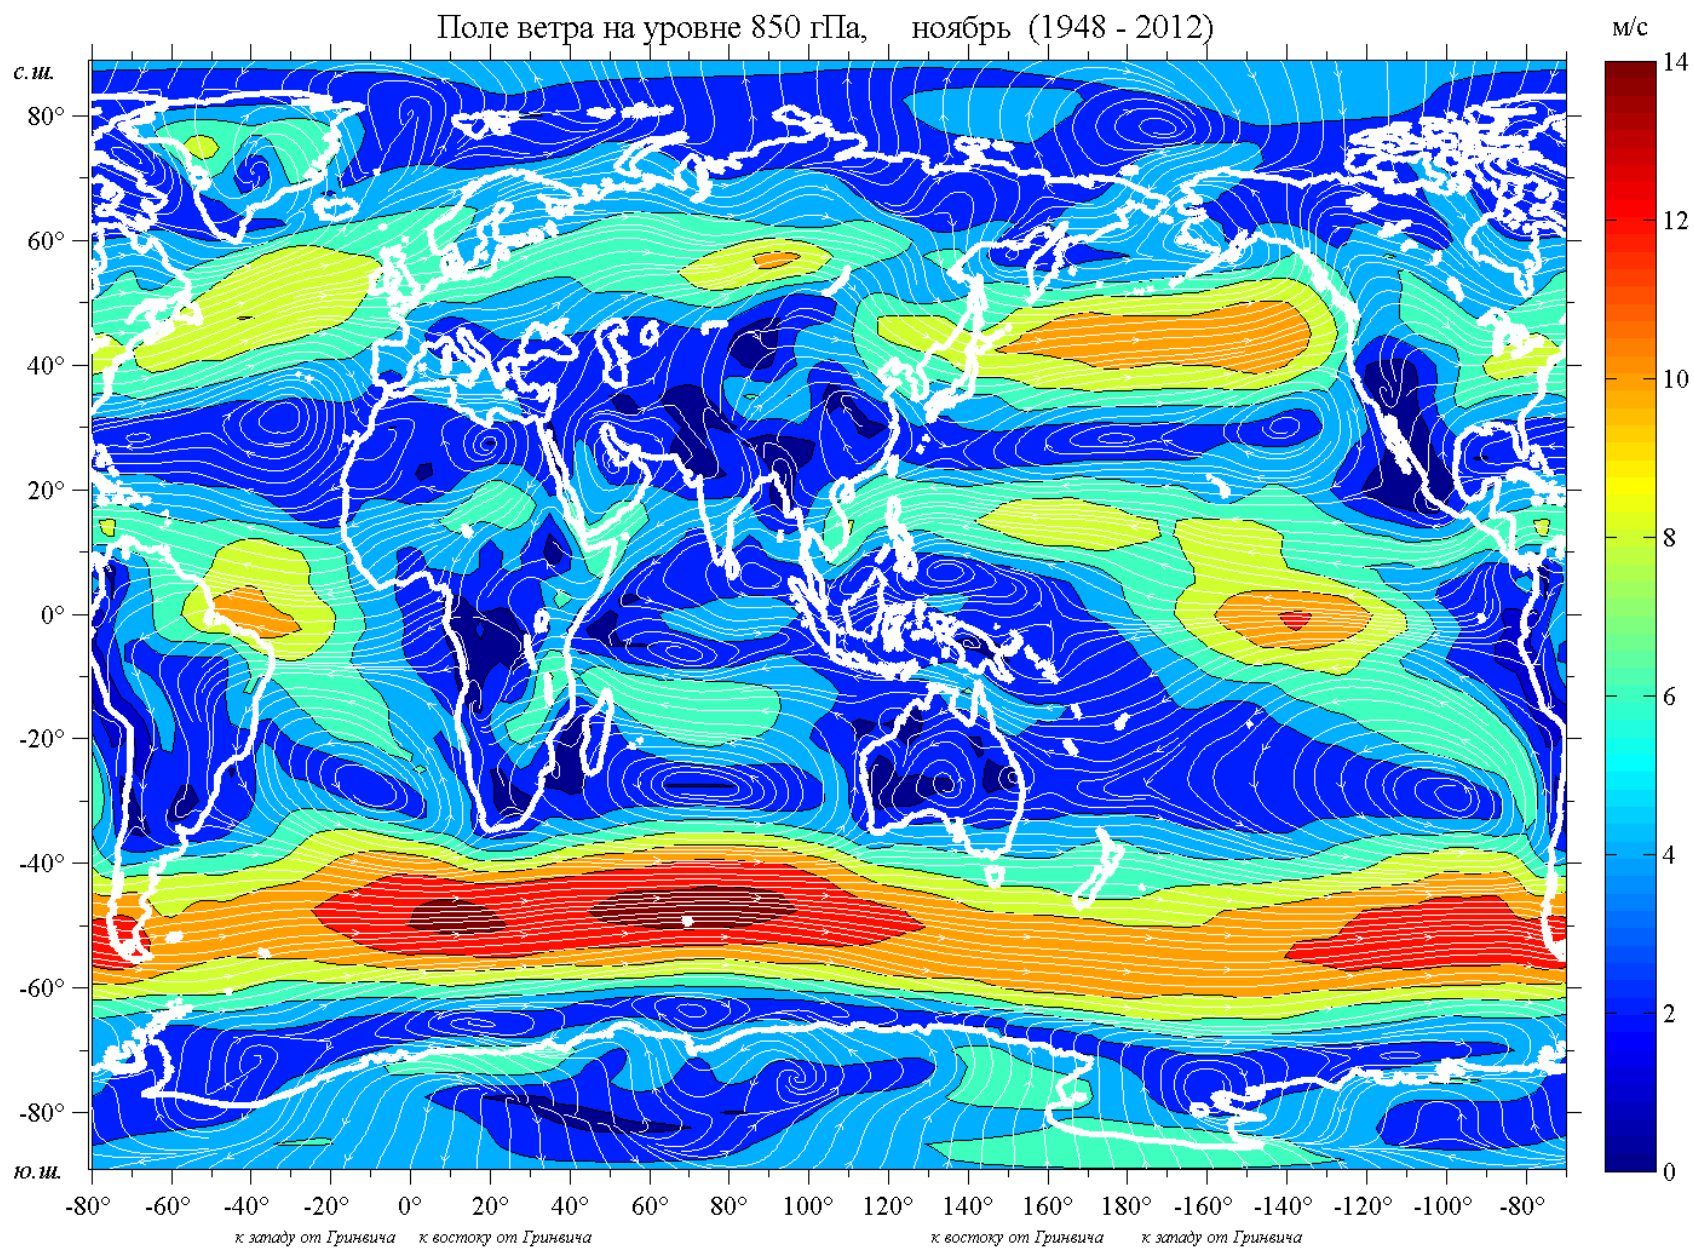 Поле ветра на уровне 850 гПа, ноябрь (1948 - 2012)
м/с
с.ш.
80°
60°
40°
20°
0°
-20°
-40°
-60°
-80°
ю.ш.
14
12
10
8
6
4
2
0
-80° -60° -40° -20° 0° 20° 40° 60° 80° 100° 120° 140° 160° 180° -160° -140° -120° -100° -80°
к западу от Гринвича к востоку от Гринвича к востоку от Гринвича к западу от Гринвича